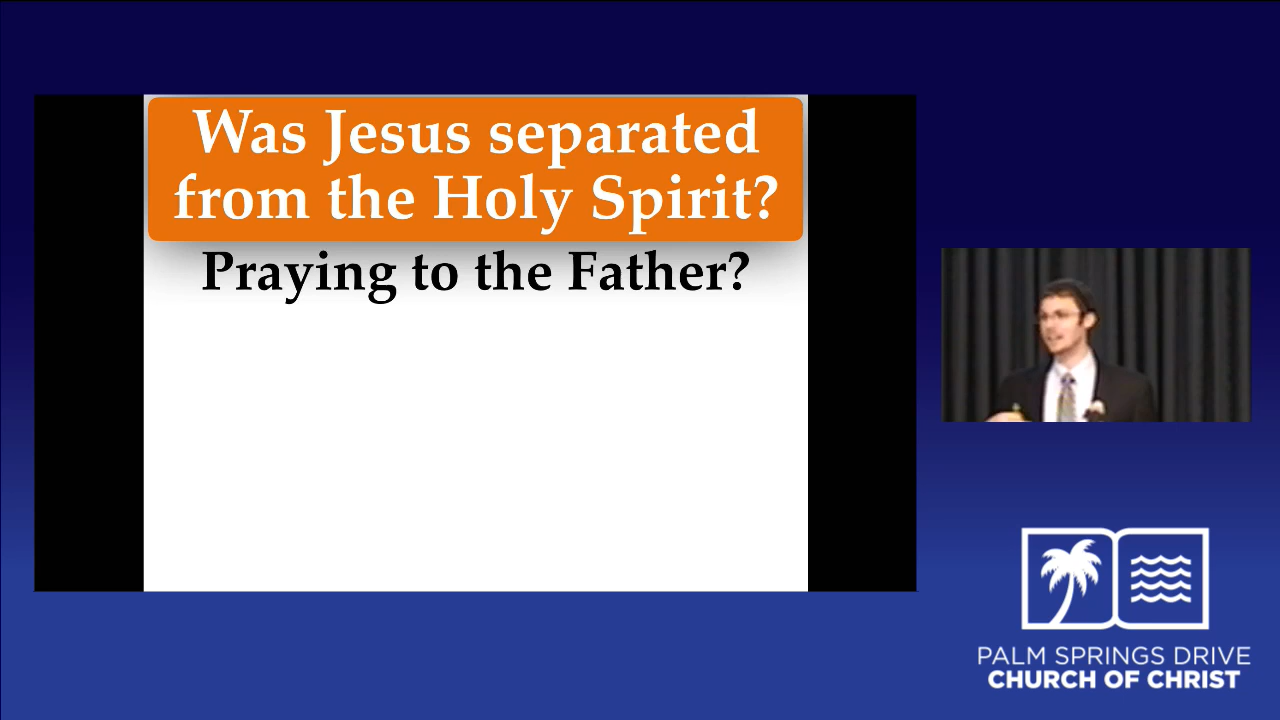 Was Jesus separated
from the Holy Spirit?
Praying to the Father?
PALM SPRINGS DRIVE
CHURCH OF CHRIST